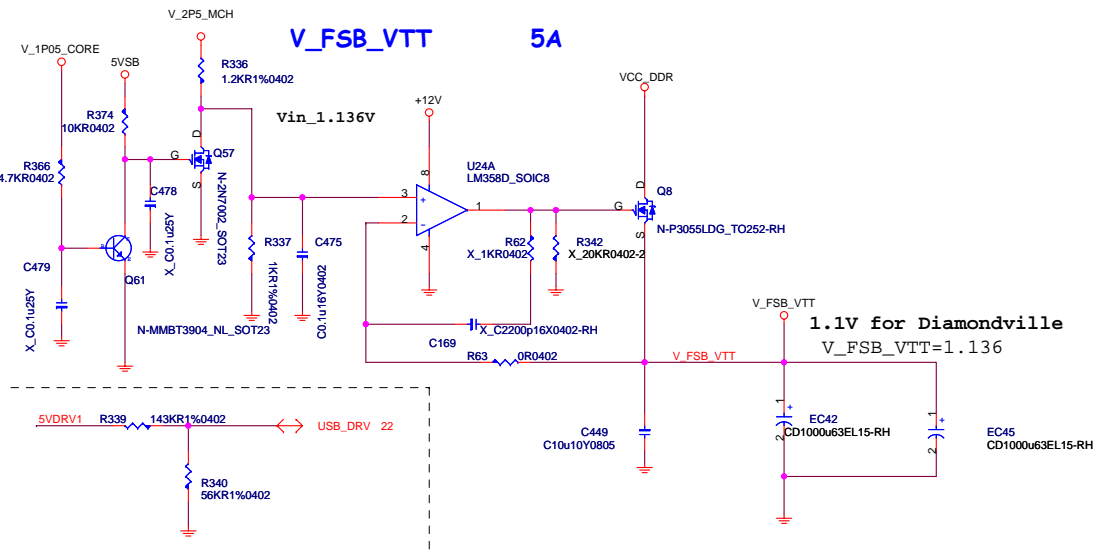 V_2P5_MCH
V_FSB_VTT 5A
V_1P05_CORE
5VSB
R336
1.2KR1%0402
VCC_DDR
+12V
Vin_1.136V
R374
10KR0402
D
G
S
Q57
N-2N7002_SOT23
R366
4.7KR0402
C478
X_C0.1u25Y
U24A
LM358D_SOIC8
8
3
+
2
-
1
4
D
G
S
Q8
N-P3055LDG_TO252-RH
R62
X_1KR0402
R342
X_20KR0402-2
R337
1KR1%0402
C475
C0.1u16Y0402
B
C
E
Q61
C479
X_C0.1u25Y
N-MMBT3904_NL_SOT23
X_C2200p16X0402-RH
C169
R63
0R0402
V_FSB_VTT
V_FSB_VTT
1.1V for Diamondville
V_FSB_VTT=1.136
5VDRV1
R339
143KR1%0402
USB_DRV 22
R340
56KR1%0402
C449
C10u10Y0805
1
+
2
EC42
CD1000u63EL15-RH
1
+
2
EC45
CD1000u63EL15-RH